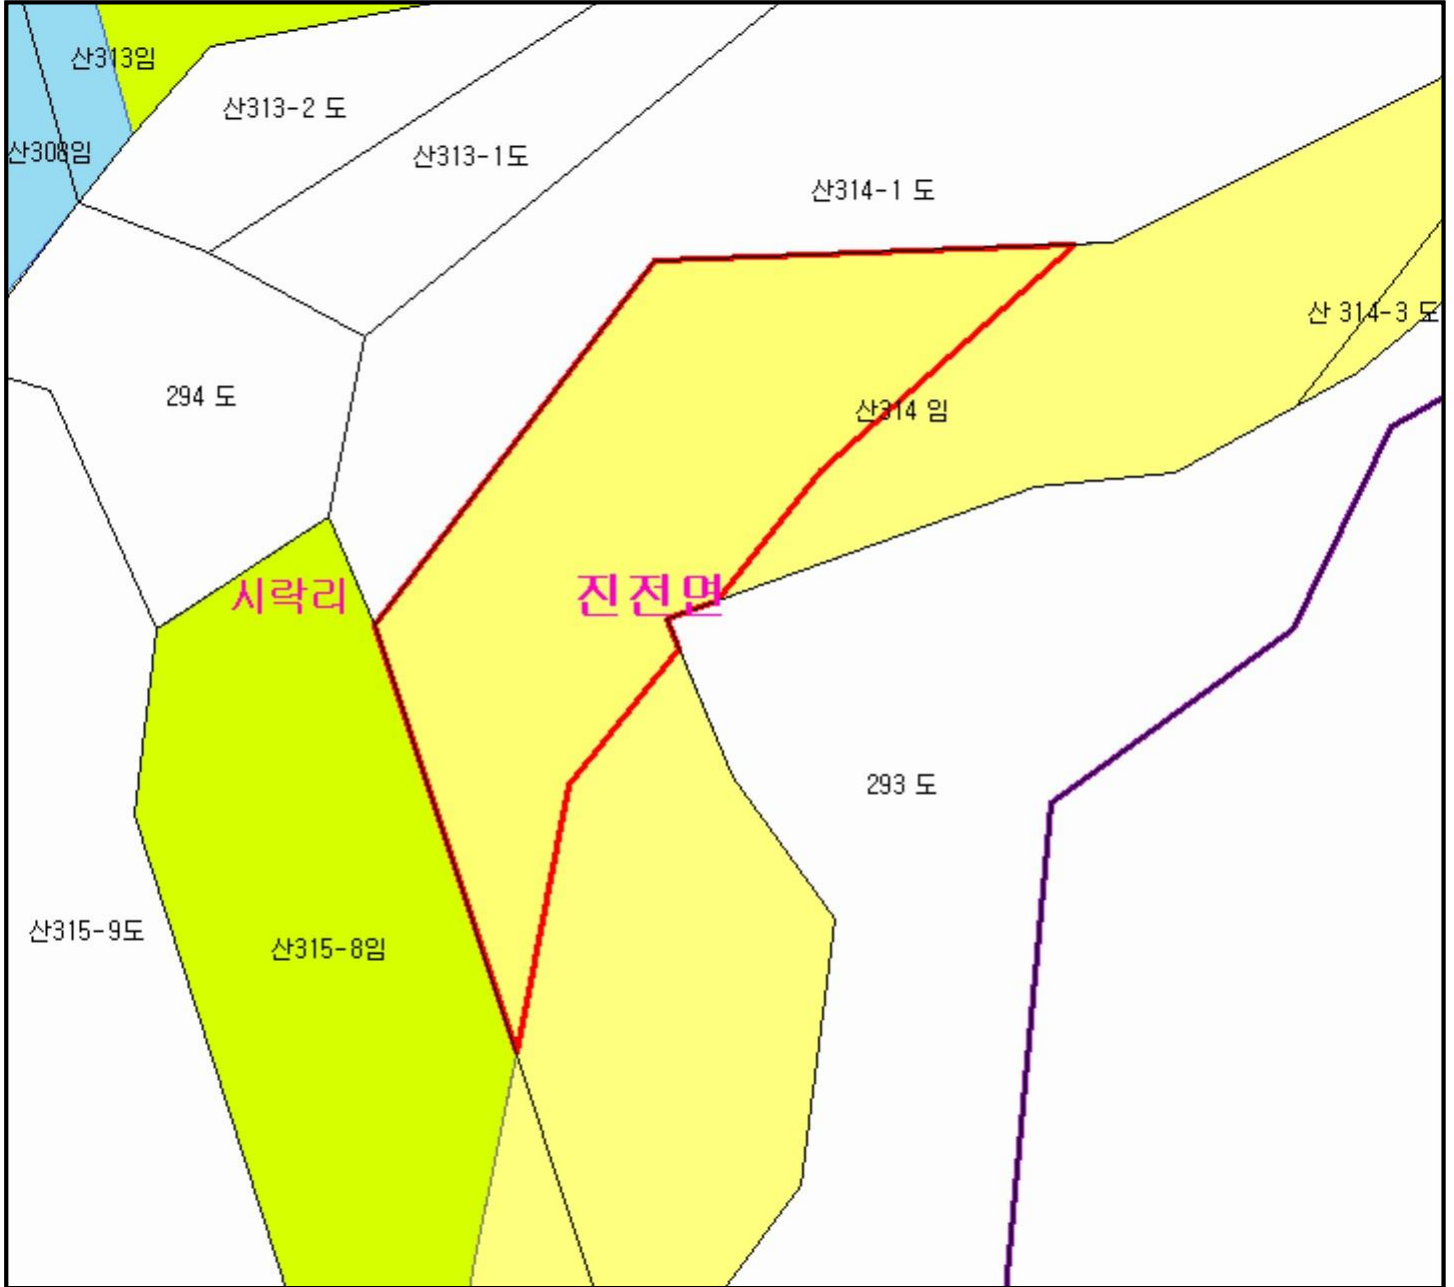 산313임
산313-2 도
산308임
산313-1도
산314-1 도
산 314-3 도
294 도
산314 임
시락리
진전면
293 도
산315-9도
산315-8임